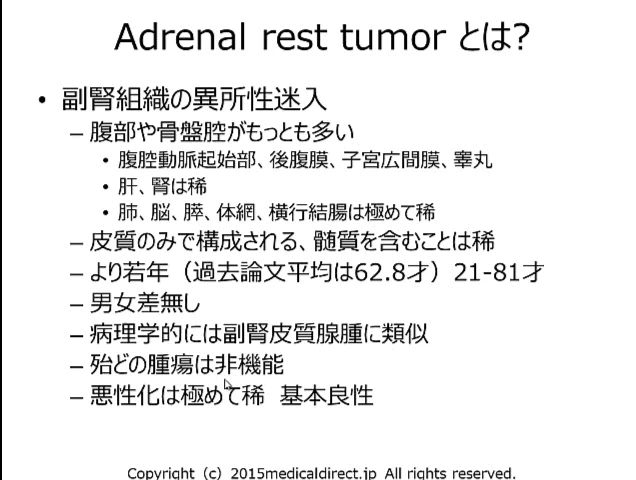 Adrenal rest tumor とは?
• 副腎組織の異所性迷入
– 腹部や骨盤腔がもっとも多い
• 腹腔動脈起始部、後腹膜、子宮広間膜、睾丸
• 肝、腎は稀
• 肺、脳、膵、体網、横行結腸は極めて稀
– 皮質のみで構成される、髄質を含むことは稀
– より若年（過去論文平均は62.8才）21-81才
– 男女差無し
– 病理学的には副腎皮質腺腫に類似
– 殆どの腫瘍は非機能
– 悪性化は極めて稀　基本良性
Copyright（c）2015medicaldirect.jp All rights reserved.